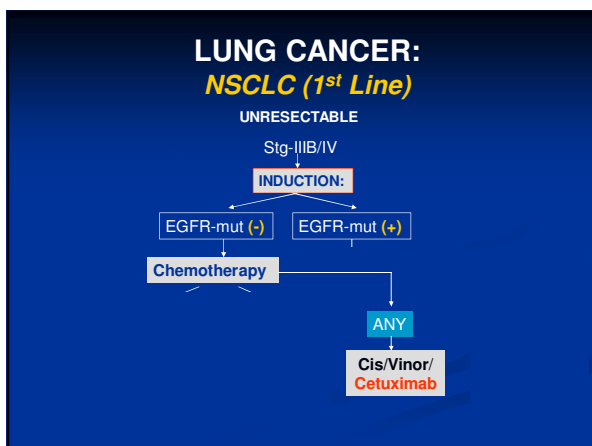 LUNG CANCER:
NSCLC (1st Line)
UNRESECTABLE
Stg-IIIB/IV
INDUCTION:
EGFR-mut (-)
EGFR-mut (+)
Chemotherapy
ANY
Cis/Vinor/
Cetuximab